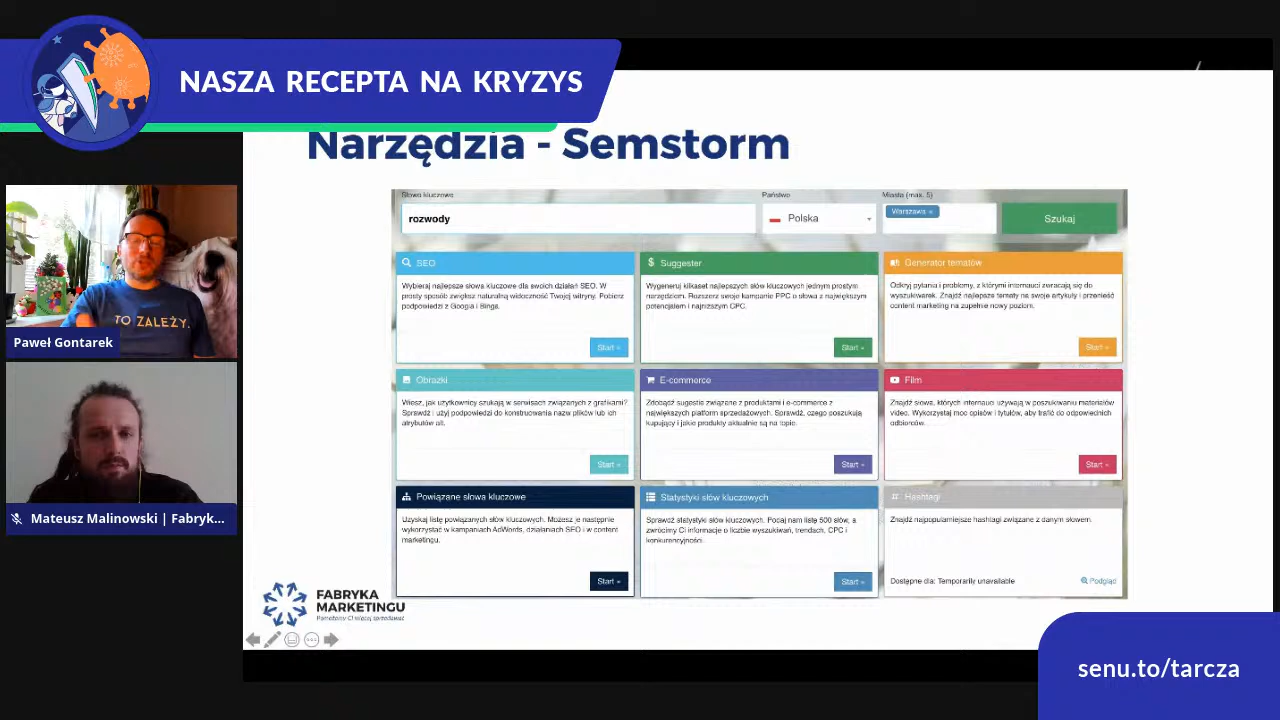 NASZA RECEPTA NA KRYZYS
Narzędzia - Semstorm
Słowo kluczowe
Państwo
Miasta (max. 5)
rozwody
Polska
Warszawa ×
Szukaj
SEO
Wybieraj najlepsze słowa kluczowe dla swoich działań SEO. W
prosty sposób zwiększ naturalną widoczność Twojej witryny. Pobierz
podpowiedzi z Google i Binga.
Start »
Suggester
Wygeneruj kilkaset najlepszych słów kluczowych jednym prostym
narzędziem. Rozszerz swoje kampanie PPC o słowa z największym
potencjałem i najniższym CPC.
Start »
Generator tematów
Odkryj pytania i problemy, z którymi internauci zwracają się do
wyszukiwarek. Znajdź najlepsze tematy na swoje artykuły i przenieść
content marketing na zupełnie nowy poziom.
Start »
Obrazki
Wiesz, jak użytkownicy szukają w serwisach związanych z grafikami?
Sprawdź i użyj podpowiedzi do konstruowania nazw plików lub ich
atrybutów alt.
Start »
E-commerce
Zdobądź sugestie związane z produktami i e-commerce z
największych platform sprzedażowych. Sprawdź, czego poszukują
kupujący i jakie produkty aktualnie są na topie.
Start »
Film
Znajdź słowa, których internauci używają w poszukiwaniu materiałów
video. Wykorzystaj moc opisów i tytułów, aby trafić do odpowiednich
odbiorców.
Start »
Powiązane słowa kluczowe
Uzyskaj listę powiązanych słów kluczowych. Możesz je następnie
wykorzystać w kampaniach AdWords, działaniach SEO i w content
marketingu.
Start »
Statystyki słów kluczowych
Sprawdź statystyki słów kluczowych. Podaj nam listę 500 słów, a
zwrócimy Ci informacje o liczbie wyszukiwań, trendach, CPC i
konkurencyjności.
Start »
Hashtagi
Znajdź najpopularniejsze hashtagi związane z danym słowem.
Dostępne dla: Temporarily unavailable
Podgląd
TO ZALEŻY.
Paweł Gontarek
Mateusz Malinowski | Fabryk...
FABRYKA
MARKETINGU
Pomożemy Ci więcej sprzedawać
senu.to/tarcza